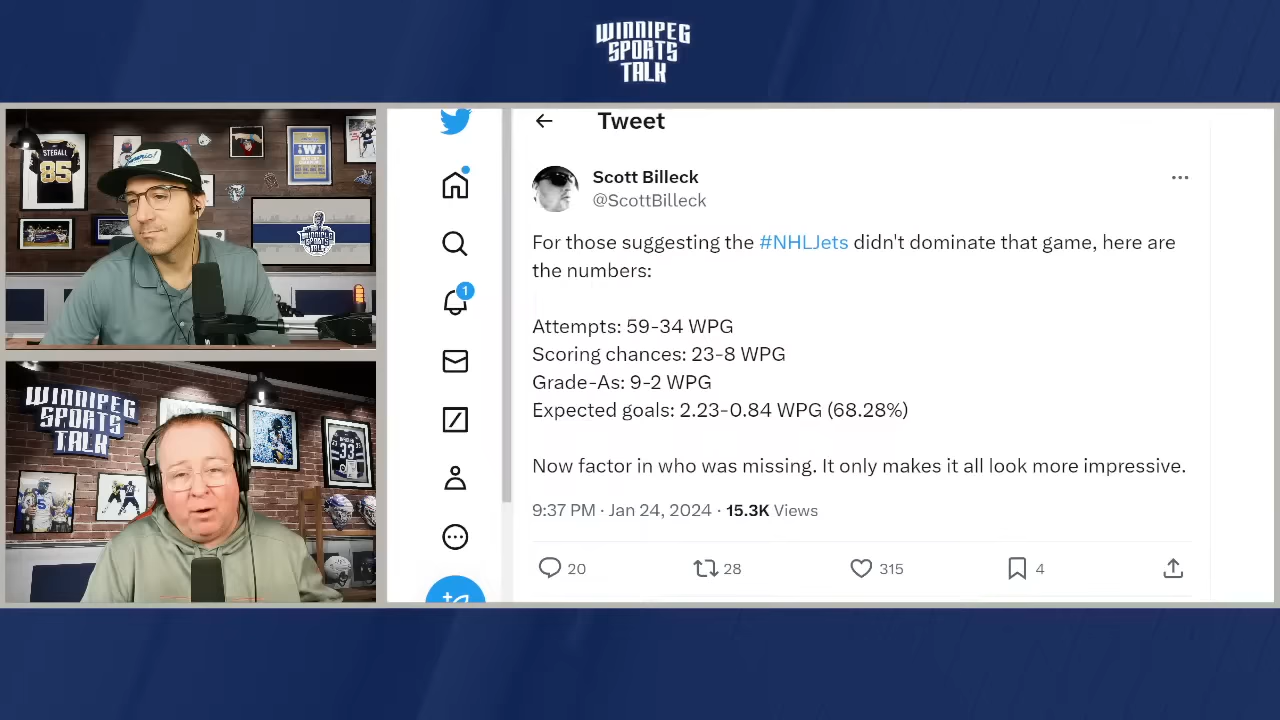 WINNIPEG
SPORTS
TALK
STEGALL
85
W
WINNIPEG
SPORTS
TALK
WINNIPEG
SPORTS
TALK
33
Tweet
Scott Billeck
@ScottBilleck
For those suggesting the #NHLJets didn't dominate that game, here are
the numbers:
Attempts: 59-34 WPG
Scoring chances: 23-8 WPG
Grade-As: 9-2 WPG
Expected goals: 2.23-0.84 WPG (68.28%)
Now factor in who was missing. It only makes it all look more impressive.
9:37 PM · Jan 24, 2024 · 15.3K Views
20
28
315
4
1